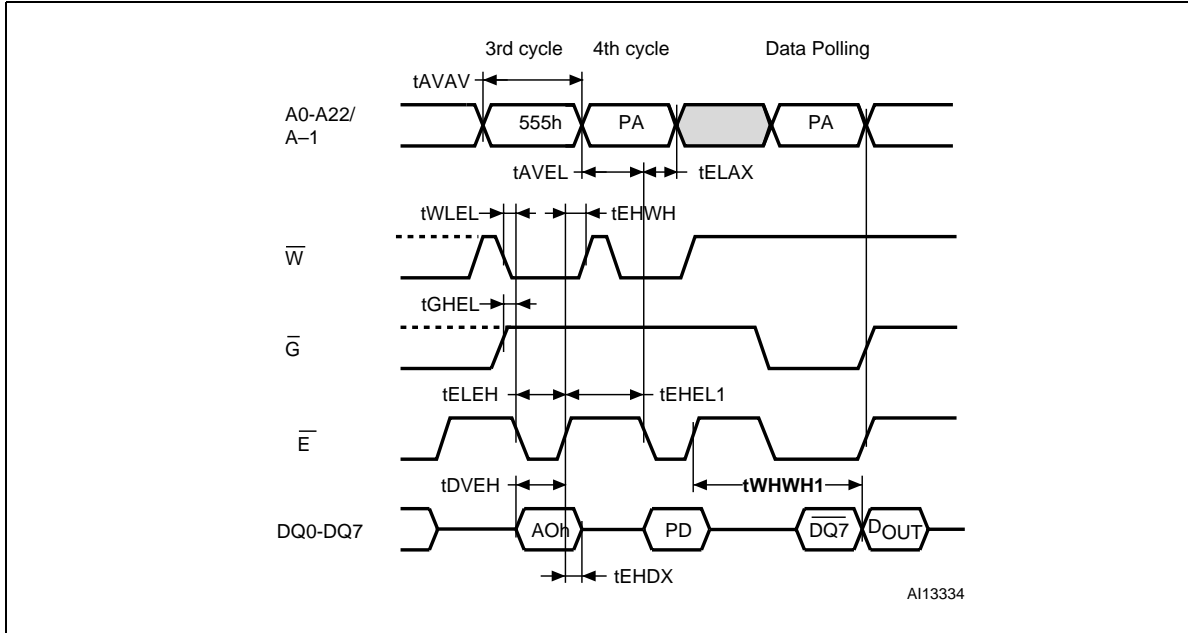 3rd cycle 4th cycle Data Polling
tAVAV
A0-A22/
A–1
555h PA PA
tAVEL tELAX
tWLEL tEHWH
W
tGHEL
G
tELEH tEHEL1
E
tDVEH tWHWH1
DQ0-DQ7 AOh PD DQ7 DOUT
tEHDX
AI13334